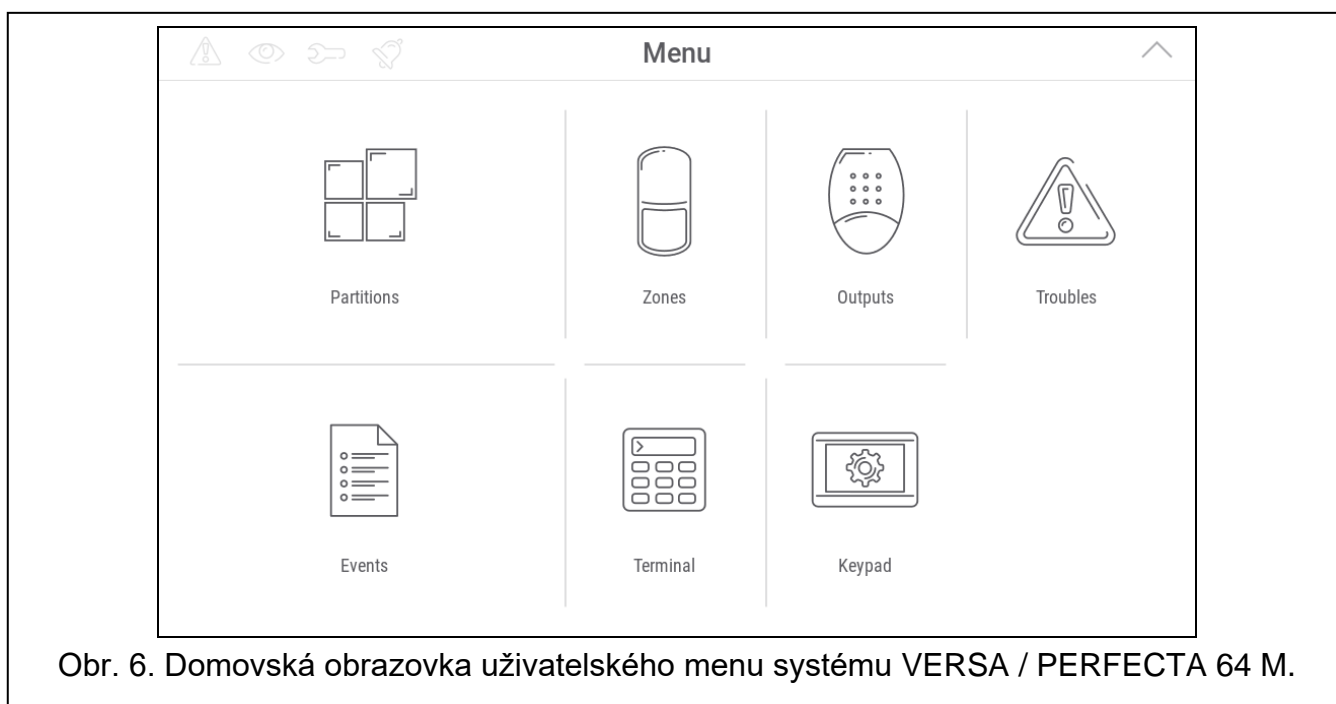 Menu
Partitions
Zones
Outputs
Troubles
Events
Terminal
Keypad
Obr. 6. Domovská obrazovka uživatelského menu systému VERSA / PERFECTA 64 M.